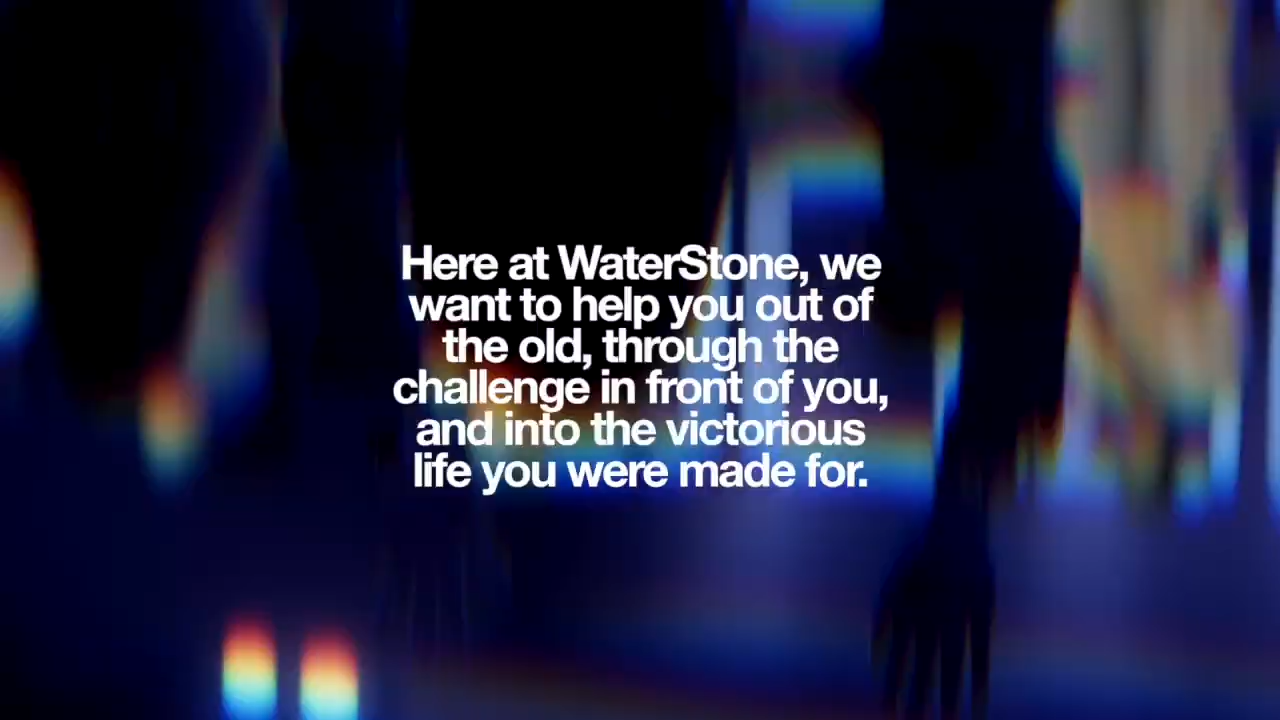 Here at WaterStone, we
want to help you out of
the old, through the
challenge in front of you,
and into the victorious
life you were made for.